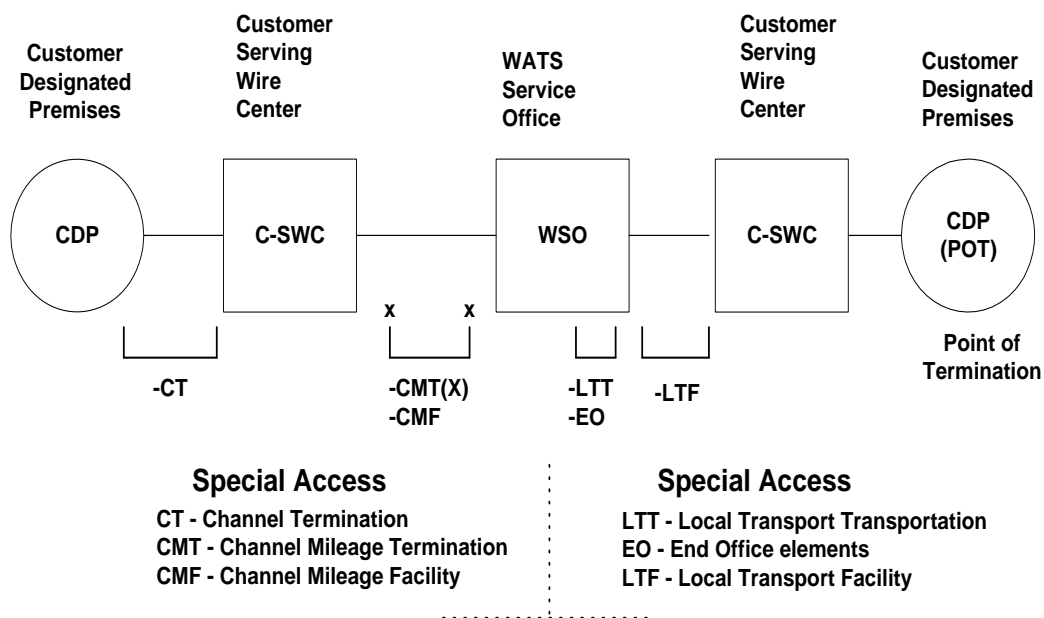 Customer
Designated
Premises
Customer
Serving
Wire
Center
WATS
Service
Office
Customer
Serving
Wire
Center
Customer
Designated
Premises
CDP
C-SWC
WSO
C-SWC
CDP
(POT)
x x
Point of
Termination
-CT
-CMT(X)
-CMF
-LTT
-EO
-LTF
Special Access
CT - Channel Termination
CMT - Channel Mileage Termination
CMF - Channel Mileage Facility
Special Access
LTT - Local Transport Transportation
EO - End Office elements
LTF - Local Transport Facility